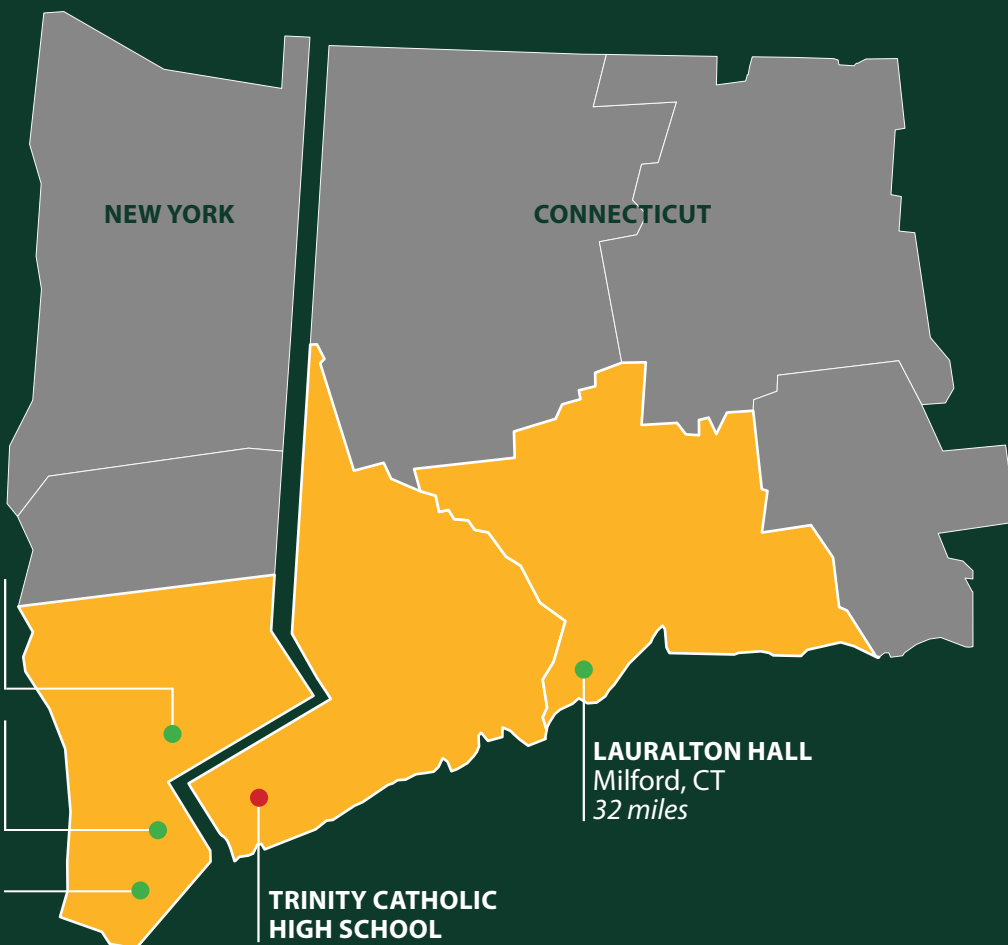 NEW YORK
CONNECTICUT
LAURALTON HALL
Milford, CT
32 miles
TRINITY CATHOLIC
HIGH SCHOOL